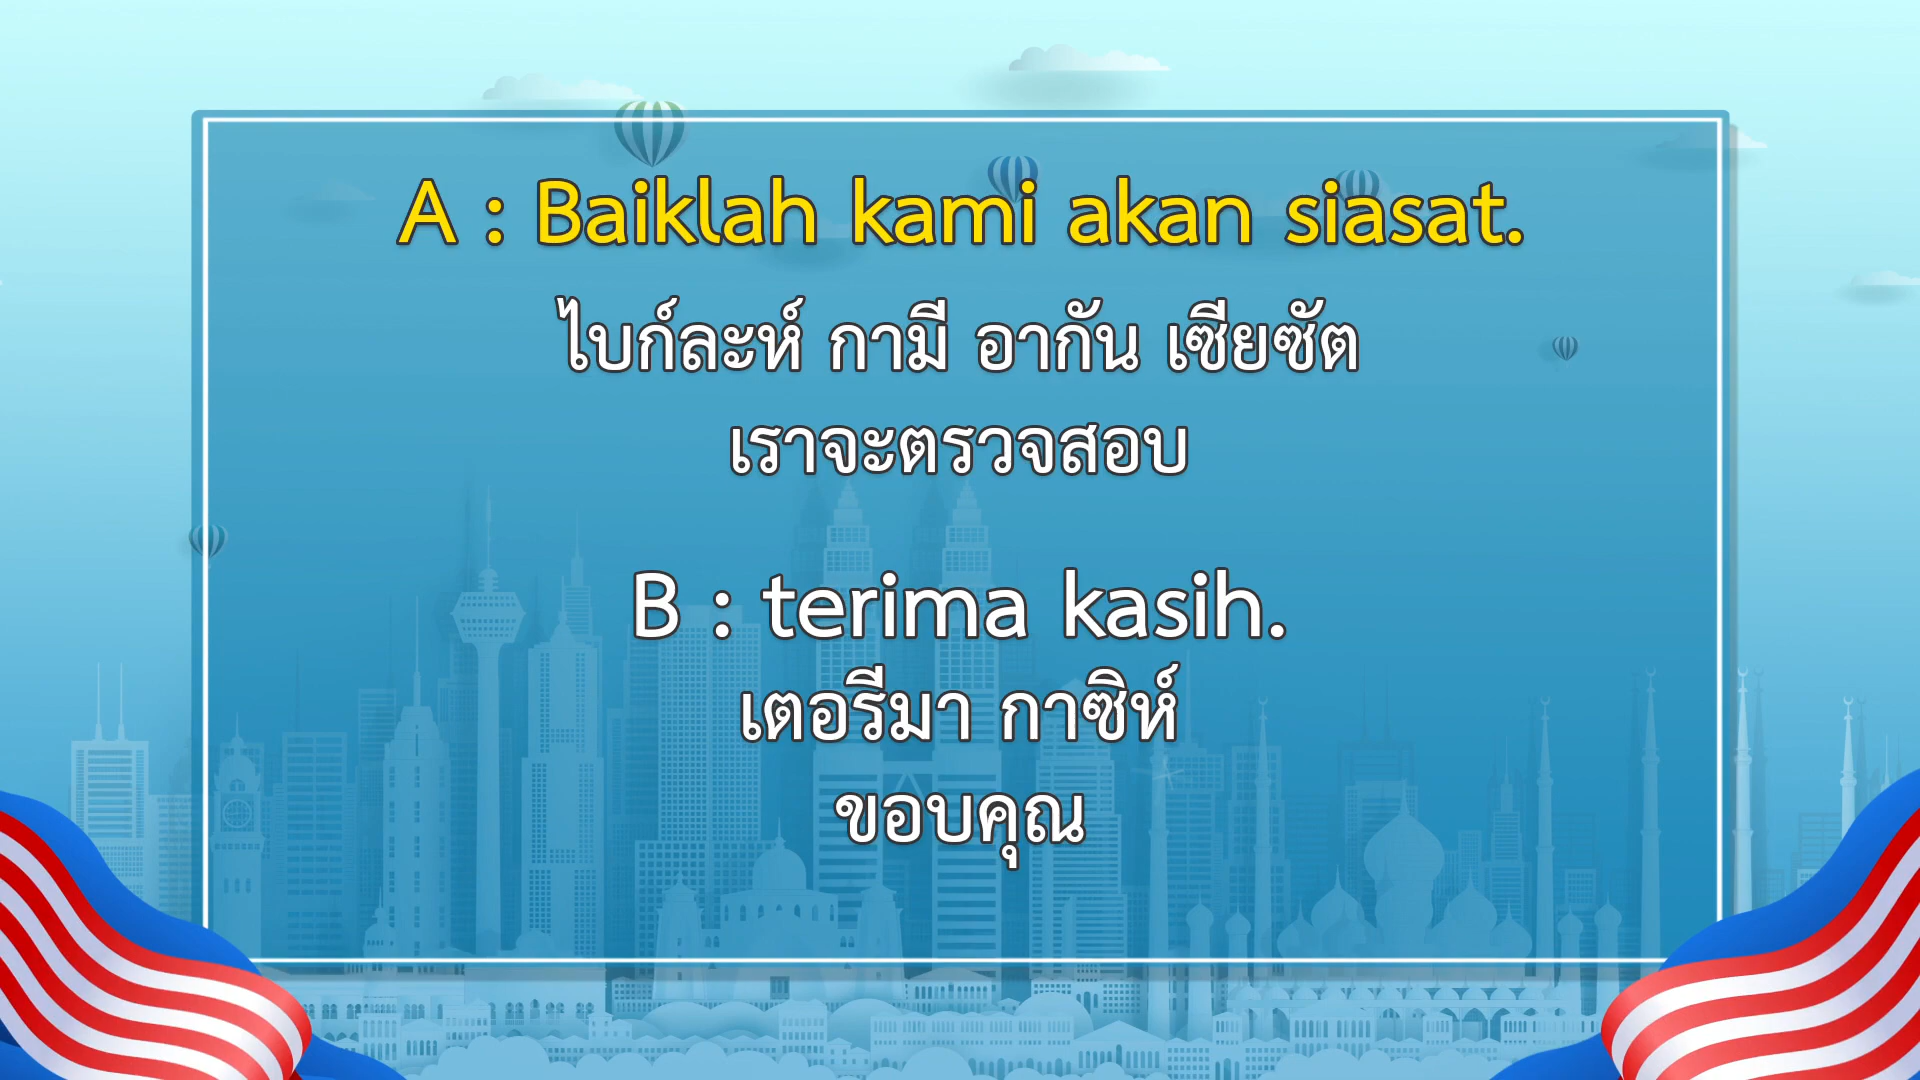 A : Baiklah kami akan siasat.
ไบก์ละห์ กามี อากัน เซียซัต
เราจะตรวจสอบ
B : terima kasih.
เตอรีมา กาซิห์
ขอบคุณ